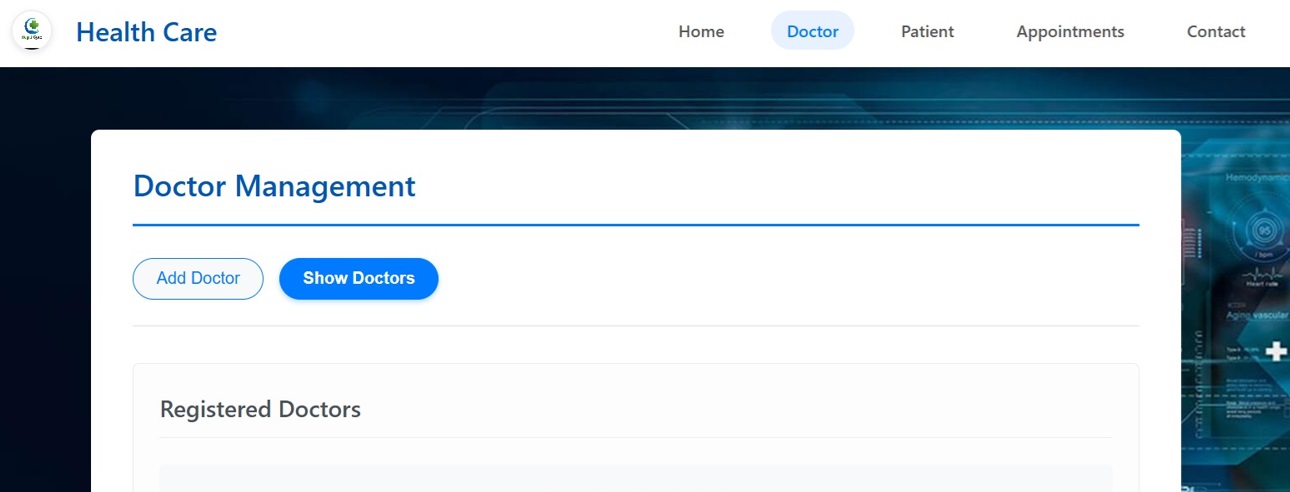 Health Care
Home
Doctor
Patient
Appointments
Contact
Doctor Management
Add Doctor
Show Doctors
Registered Doctors
Hemodynamic
95
/ bpm
Heart rate
Aging vascular